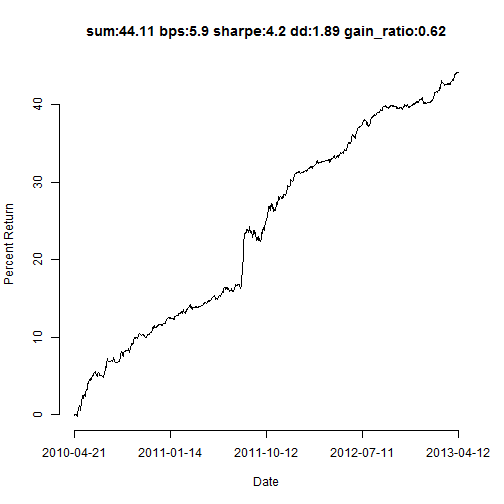 sum:44.11 bps:5.9 sharpe:4.2 dd:1.89 gain_ratio:0.62
Percent Return
40
30
20
10
0
2010-04-21 2011-01-14 2011-10-12 2012-07-11 2013-04-12
Date